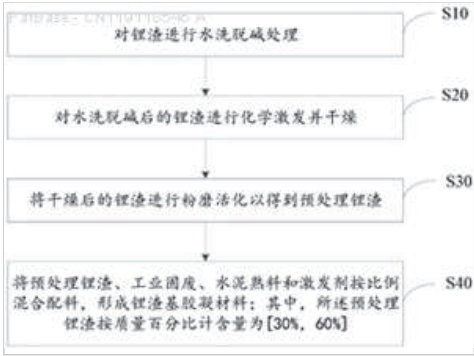 Patbase - CN119118545 A
S10
对锂渣进行水洗脱碱处理
S20
对水洗脱碱后的锂渣进行化学激发并干燥
S30
将干燥后的锂渣进行粉磨活化以得到预处理锂渣
S40
将预处理锂渣、工业固废、水泥熟料和激发剂按比例
混合配料，形成锂渣基胶凝材料；其中，所述预处理
锂渣按质量百分比计含量为[30%, 60%]